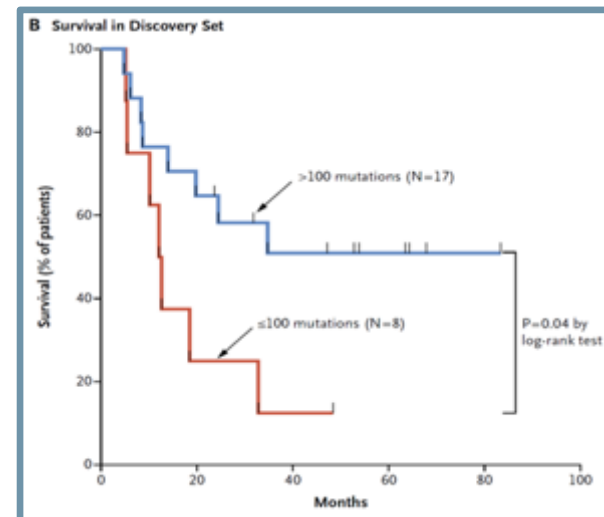 B Survival in Discovery Set
100
80
60
40
20
0
Survival (% of patients)
>100 mutations (N=17)
≤100 mutations (N=8)
P=0.04 by
log-rank test
0 20 40 60 80 100
Months